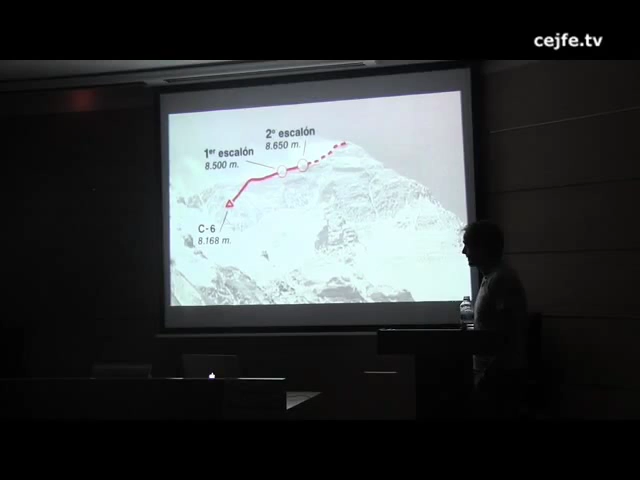 cejfe.tv
2º escalón
8.650 m.
1er escalón
8.500 m.
C-6
8.168 m.